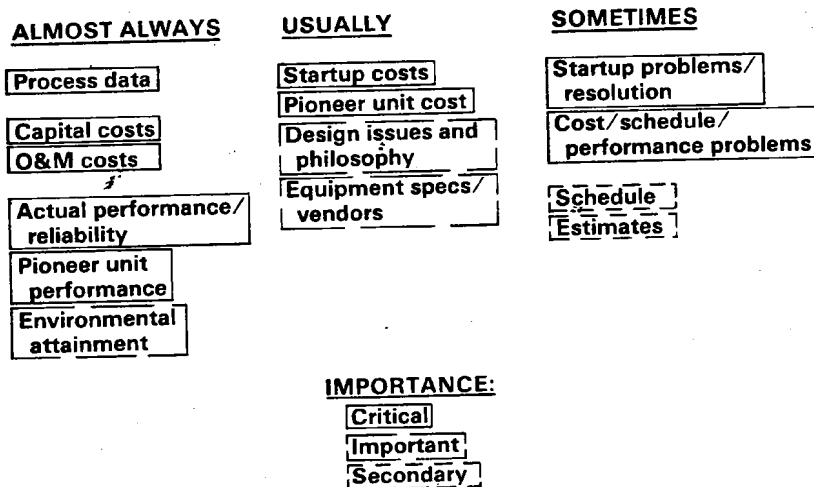 ALMOST ALWAYS
Process data
Capital costs
O&M costs
Actual performance/
reliability
Pioneer unit
performance
Environmental
attainment
USUALLY
Startup costs
Pioneer unit cost
Design issues and
philosophy
Equipment specs/
vendors
SOMETIMES
Startup problems/
resolution
Cost/schedule/
performance problems
Schedule
Estimates
IMPORTANCE:
Critical
Important
Secondary